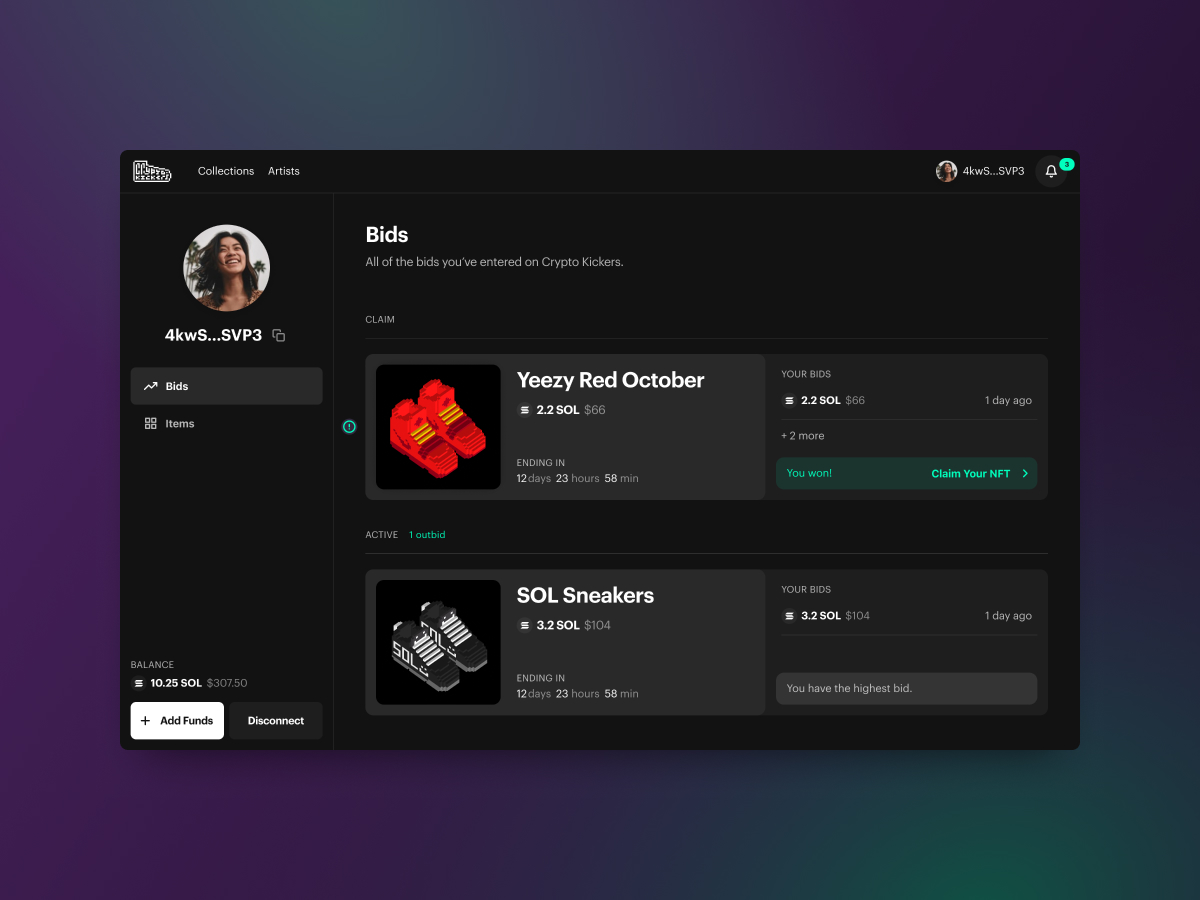 CRYPTO
KICKERS
Collections Artists
4kwS...SVP3
3
4kwS...SVP3
Bids
Items
BALANCE
10.25 SOL $307.50
Add Funds
Disconnect
Bids
All of the bids you’ve entered on Crypto Kickers.
CLAIM
Yeezy Red October
2.2 SOL $66
ENDING IN
12 days 23 hours 58 min
YOUR BIDS
2.2 SOL $66 1 day ago
+ 2 more
You won! Claim Your NFT
ACTIVE 1 outbid
SOL
SOL
SOL Sneakers
3.2 SOL $104
ENDING IN
12 days 23 hours 58 min
YOUR BIDS
3.2 SOL $104 1 day ago
You have the highest bid.